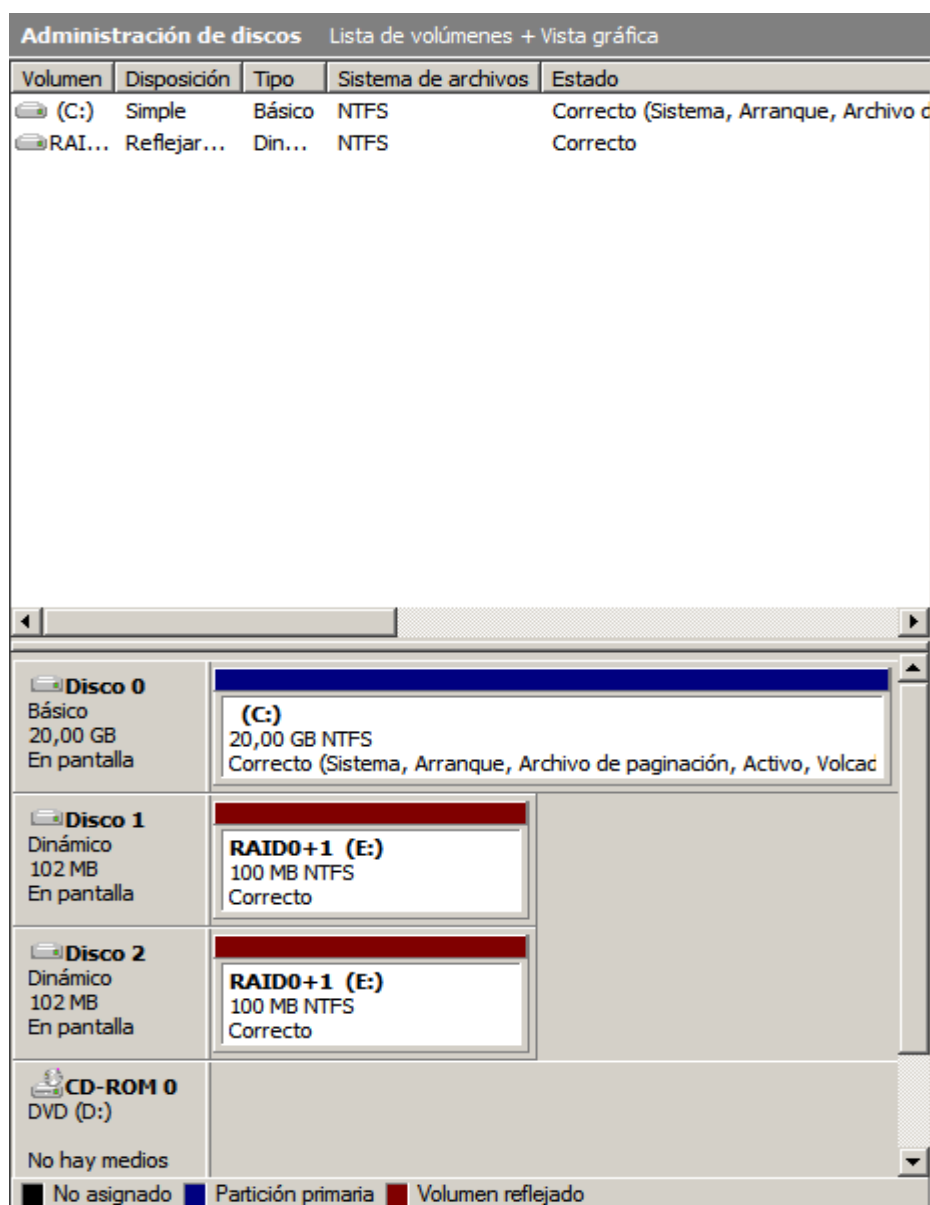 Administración de discos Lista de volúmenes + Vista gráfica
Volumen Disposición Tipo Sistema de archivos Estado
(C:) Simple Básico NTFS Correcto (Sistema, Arranque, Archivo d
RAI... Reflejar... Din... NTFS Correcto
Disco 0
Básico
20,00 GB
En pantalla
(C:)
20,00 GB NTFS
Correcto (Sistema, Arranque, Archivo de paginación, Activo, Volcad
Disco 1
Dinámico
102 MB
En pantalla
RAID0+1 (E:)
100 MB NTFS
Correcto
Disco 2
Dinámico
102 MB
En pantalla
RAID0+1 (E:)
100 MB NTFS
Correcto
CD-ROM 0
DVD (D:)
No hay medios
No asignado Partición primaria Volumen reflejado